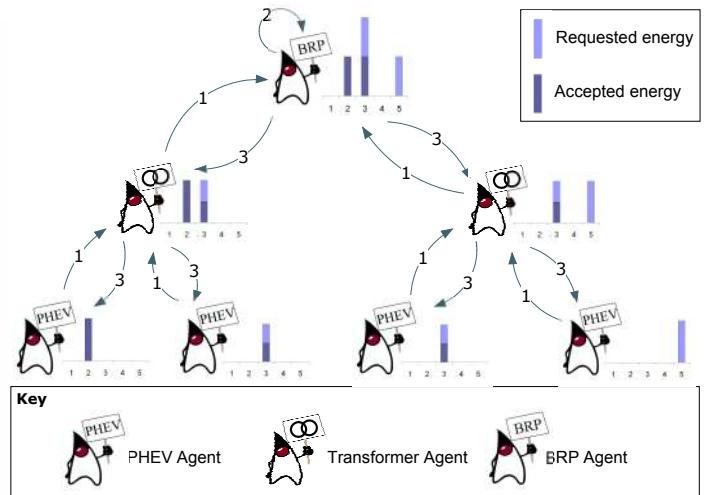 2
BRP
Requested energy
Accepted energy
1 2 3 4 5
1
3
3
1
1 2 3 4 5
1 2 3 4 5
1
3
3
1
1
3
3
1
PHEV
PHEV
PHEV
PHEV
1 2 3 4 5
1 2 3 4 5
1 2 3 4 5
1 2 3 4 5
Key
PHEV
PHEV Agent
Transformer Agent
BRP
BRP Agent